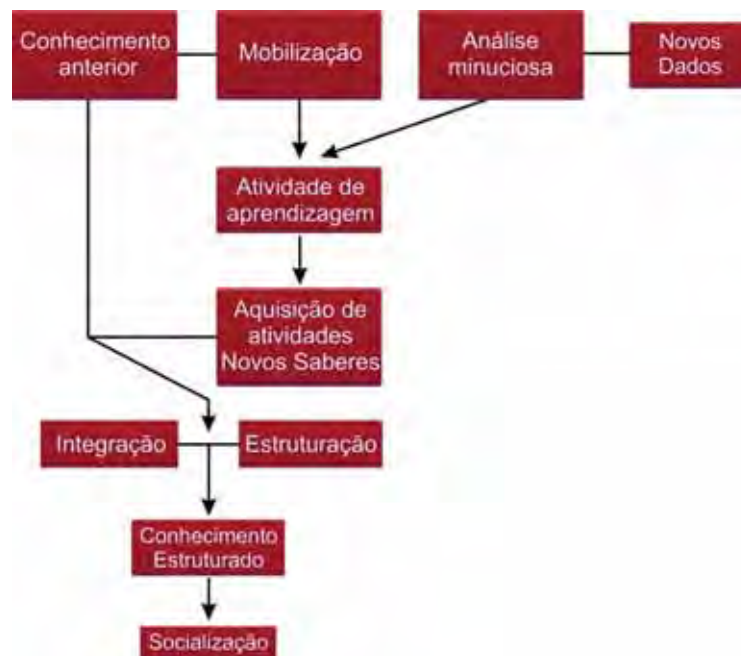 Conhecimento
anterior
Mobilização
Análise
minuciosa
Novos
Dados
Atividade de
aprendizagem
Aquisição de
atividades
Novos Saberes
Integração
Estruturação
Conhecimento
Estruturado
Socialização